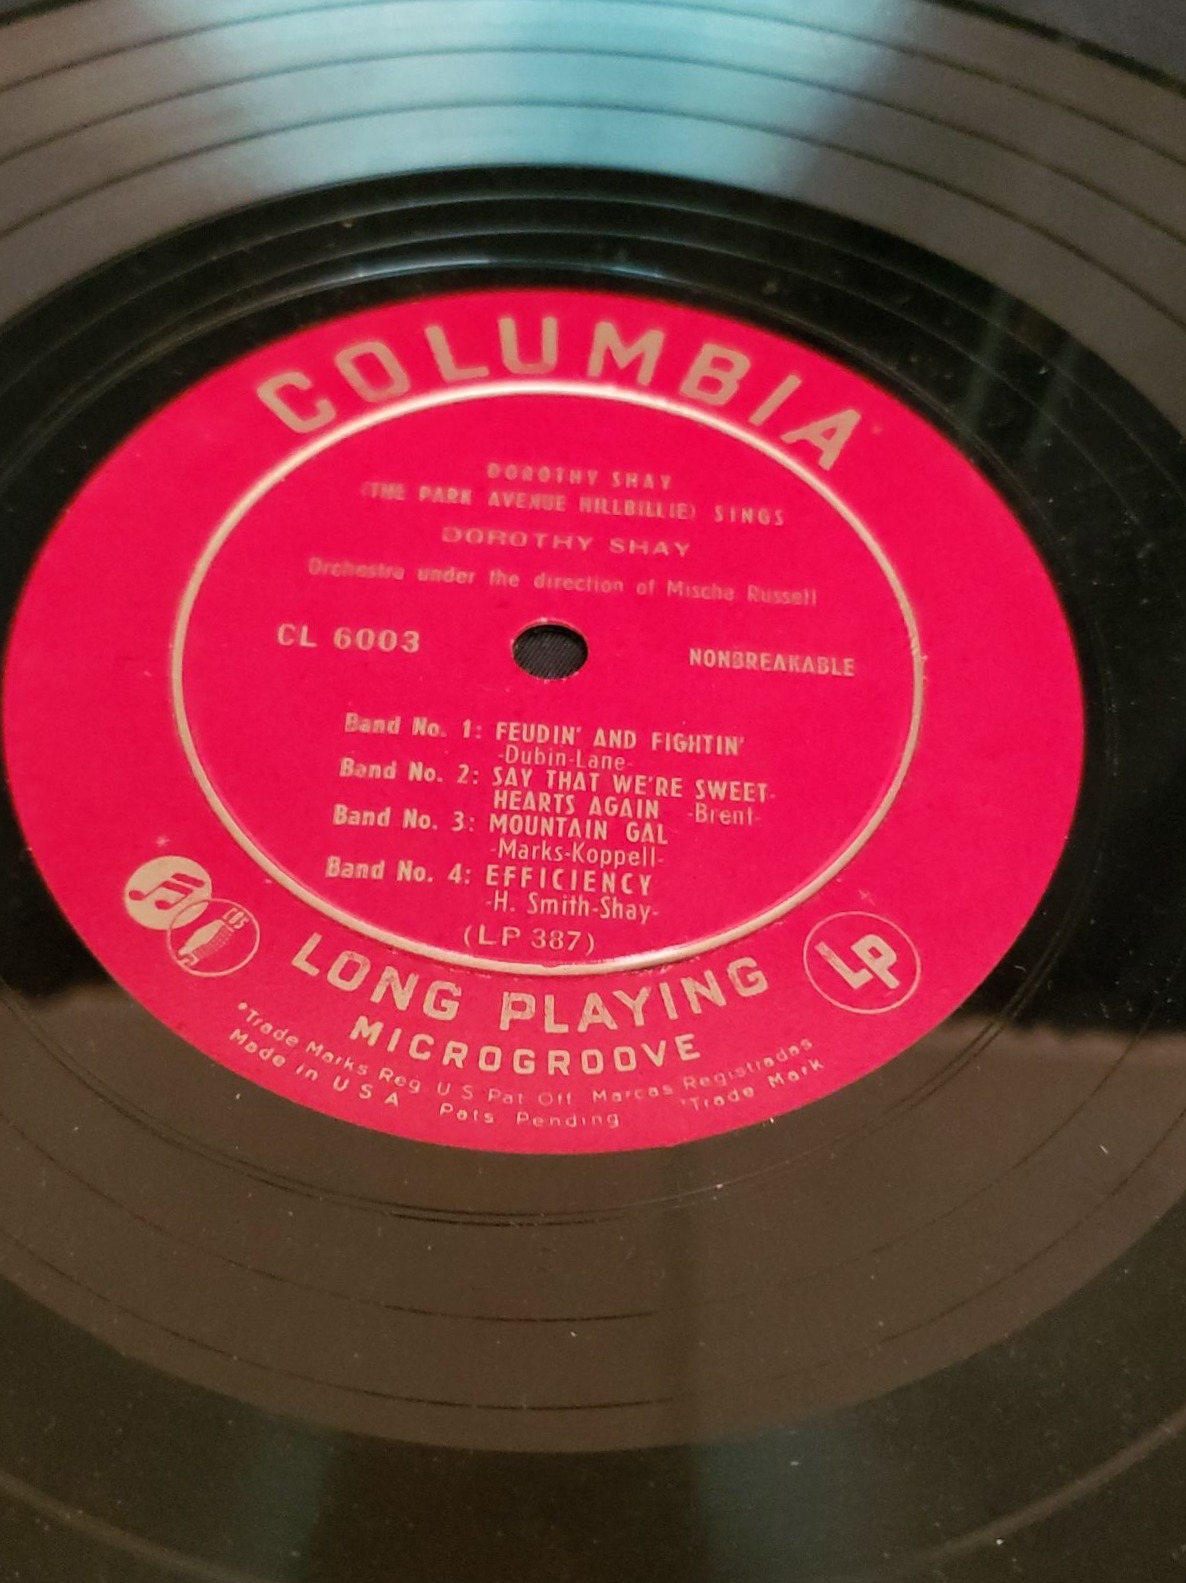 COLUMBIA
DOROTHY SHAY
(THE PARK AVENUE HILLBILLIE) SINGS
DOROTHY SHAY
Orchestra under the direction of Mischa Russell
CL 6003
NONBREAKABLE
Band No. 1: FEUDIN' AND FIGHTIN'
-Dubin-Lane-
Band No. 2: SAY THAT WE'RE SWEET-
HEARTS AGAIN -Brent-
Band No. 3: MOUNTAIN GAL
-Marks-Koppell-
Band No. 4: EFFICIENCY
-H. Smith-Shay-
(LP 387)
CBS
LP
LONG PLAYING
MICROGROOVE
*Trade Marks Reg U S Pat Off Marcas Registradas
Made in U S A Pats Pending 'Trade Mark